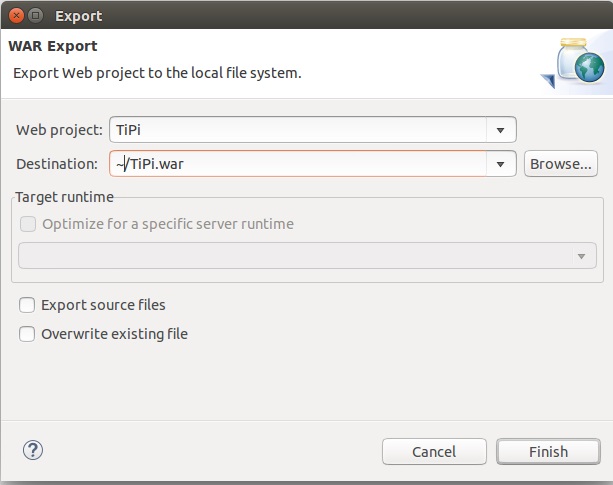 Export
WAR Export
Export Web project to the local file system.
Web project: TiPi
Destination: ~/TiPi.war Browse...
Target runtime
Optimize for a specific server runtime
Export source files
Overwrite existing file
? Cancel Finish